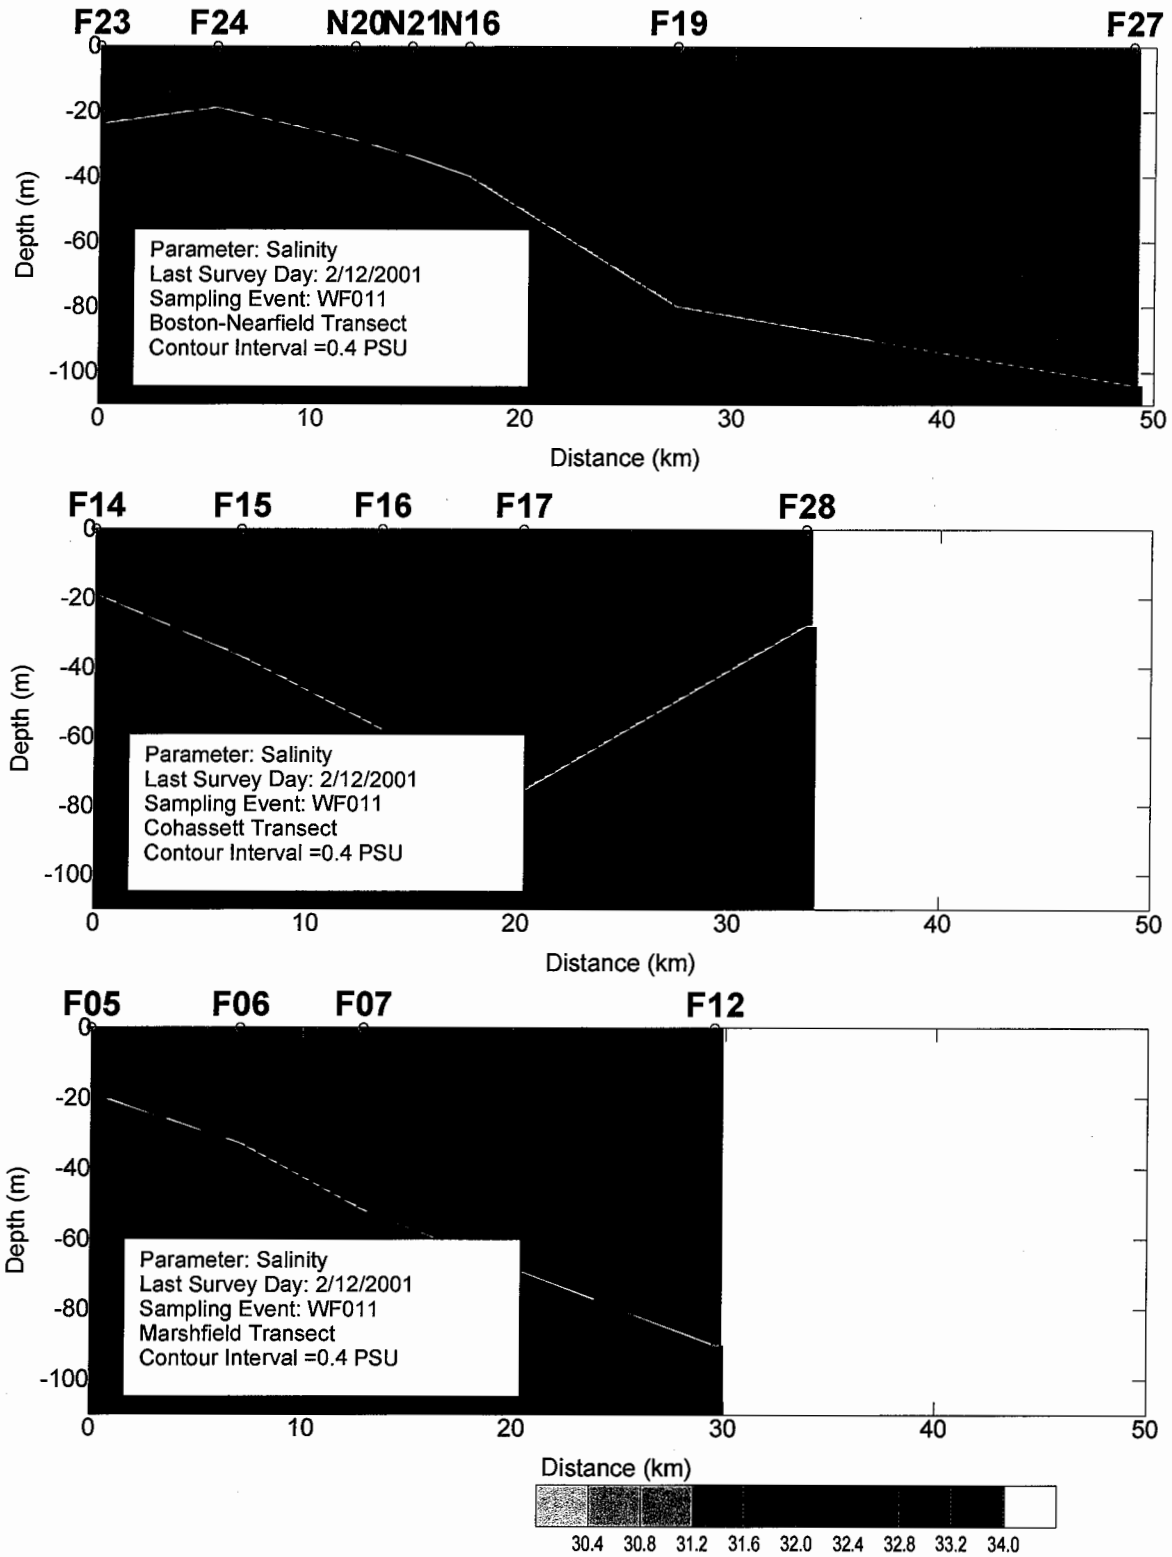 F23 F24 N20 N21 N16 F19 F27
0
-20
-40
-60
-80
-100
Depth (m)
Parameter: Salinity
Last Survey Day: 2/12/2001
Sampling Event: WF011
Boston-Nearfield Transect
Contour Interval =0.4 PSU
0 10 20 30 40 50
Distance (km)
F14 F15 F16 F17 F28
0
-20
-40
-60
-80
-100
Depth (m)
Parameter: Salinity
Last Survey Day: 2/12/2001
Sampling Event: WF011
Cohassett Transect
Contour Interval =0.4 PSU
0 10 20 30 40 50
Distance (km)
F05 F06 F07 F12
0
-20
-40
-60
-80
-100
Depth (m)
Parameter: Salinity
Last Survey Day: 2/12/2001
Sampling Event: WF011
Marshfield Transect
Contour Interval =0.4 PSU
0 10 20 30 40 50
Distance (km)
30.4 30.8 31.2 31.6 32.0 32.4 32.8 33.2 34.0